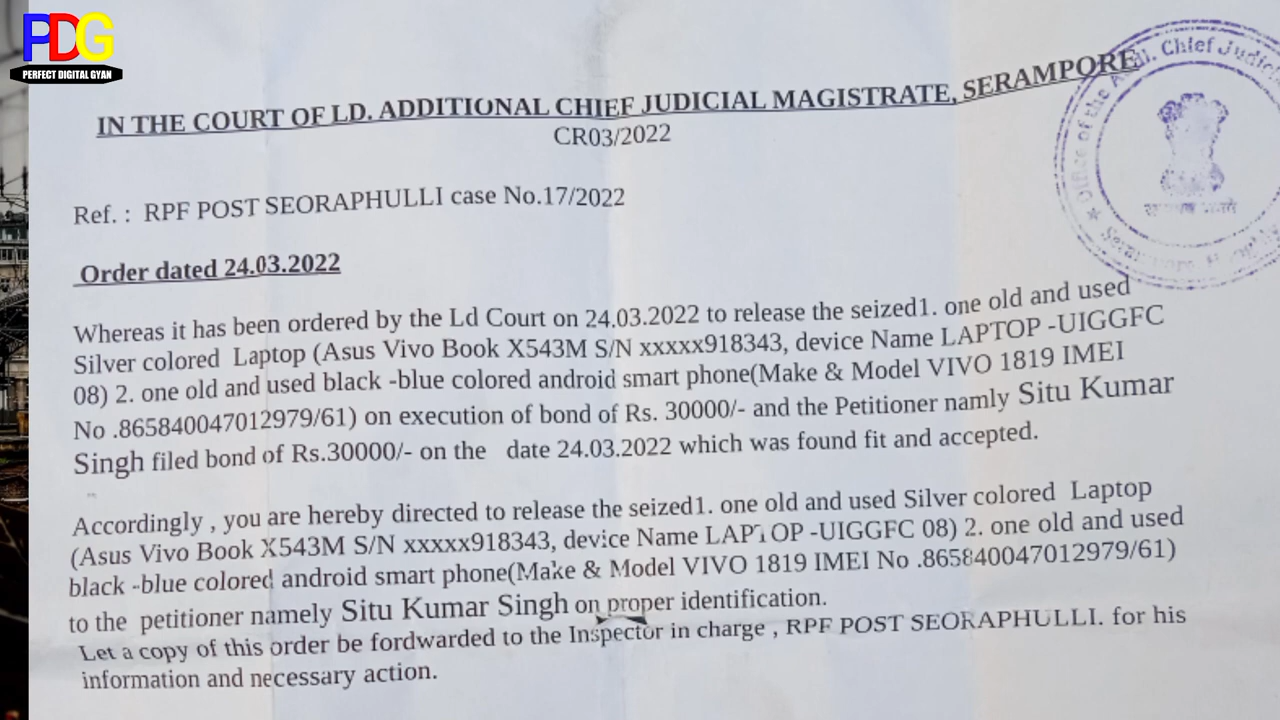 PDG
PERFECT DIGITAL GYAN
IN THE COURT OF LD. ADDITIONAL CHIEF JUDICIAL MAGISTRATE, SERAMPORE
CR03/2022
Ref. : RPF POST SEORAPHULLI case No.17/2022
Order dated 24.03.2022
Whereas it has been ordered by the Ld Court on 24.03.2022 to release the seized1. one old and used
Silver colored Laptop (Asus Vivo Book X543M S/N xxxxx918343, device Name LAPTOP -UIGGFC
08) 2. one old and used black -blue colored android smart phone(Make & Model VIVO 1819 IMEI
No .865840047012979/61) on execution of bond of Rs. 30000/- and the Petitioner namly Situ Kumar
Singh filed bond of Rs.30000/- on the date 24.03.2022 which was found fit and accepted.
Accordingly , you are hereby directed to release the seized1. one old and used Silver colored Laptop
(Asus Vivo Book X543M S/N xxxxx918343, device Name LAPTOP -UIGGFC 08) 2. one old and used
black -blue colored android smart phone(Make & Model VIVO 1819 IMEI No .865840047012979/61)
to the petitioner namely Situ Kumar Singh on proper identification.
Let a copy of this order be fordwarded to the Inspector in charge , RPF POST SEORAPHULLI. for his
information and necessary action.
Office of the Addl. Chief Judici
Serampore